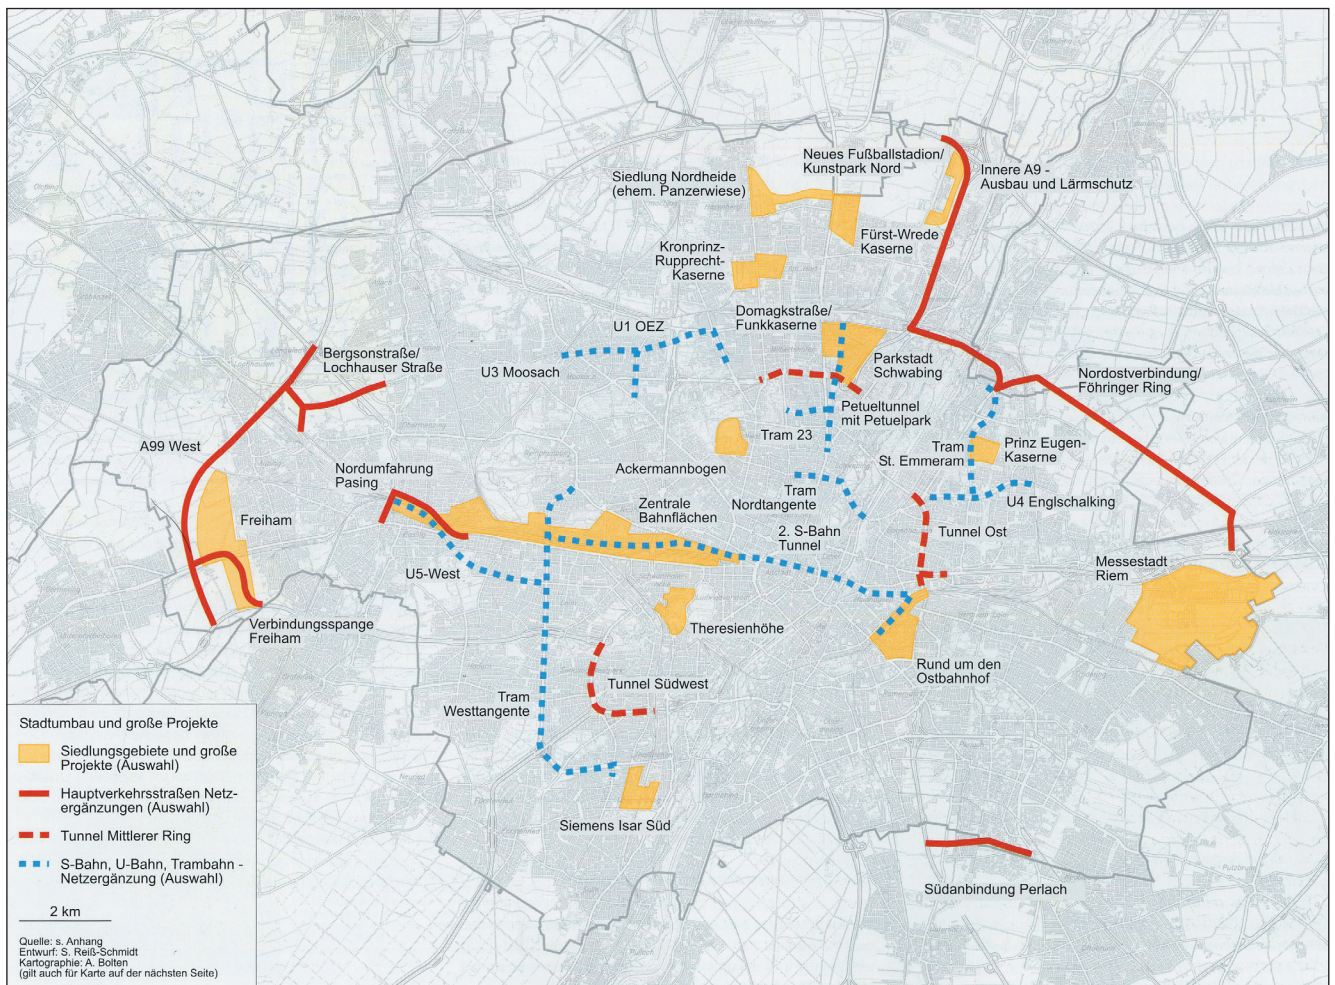 Neues Fußballstadion/
Kunstpark Nord
Innere A9 -
Ausbau und Lärmschutz
Siedlung Nordheide
(ehem. Panzerwiese)
Fürst-Wrede
Kaserne
Kronprinz-
Rupprecht-
Kaserne
Domagkstraße/
Funkkaserne
U1 OEZ
Bergsonstraße/
Lochhauser Straße
U3 Moosach
Parkstadt
Schwabing
Nordostverbindung/
Föhringer Ring
Petueltunnel
mit Petuelpark
A99 West
Tram 23
Tram
St. Emmeram
Prinz Eugen-
Kaserne
Nordumfahrung
Pasing
Ackermannbogen
Tram
Nordtangente
U4 Englschalking
Freiham
Zentrale
Bahnflächen
2. S-Bahn
Tunnel
Tunnel Ost
U5-West
Messestadt
Riem
Verbindungsspange
Freiham
Theresienhöhe
Rund um den
Ostbahnhof
Tunnel Südwest
Tram
Westtangente
Siemens Isar Süd
Südanbindung Perlach
Stadtumbau und große Projekte
Siedlungsgebiete und große
Projekte (Auswahl)
Hauptverkehrsstraßen Netz-
ergänzungen (Auswahl)
Tunnel Mittlerer Ring
S-Bahn, U-Bahn, Trambahn -
Netzergänzung (Auswahl)
2 km
Quelle: s. Anhang
Entwurf: S. Reiß-Schmidt
Kartographie: A. Bolten
(gilt auch für Karte auf der nächsten Seite)